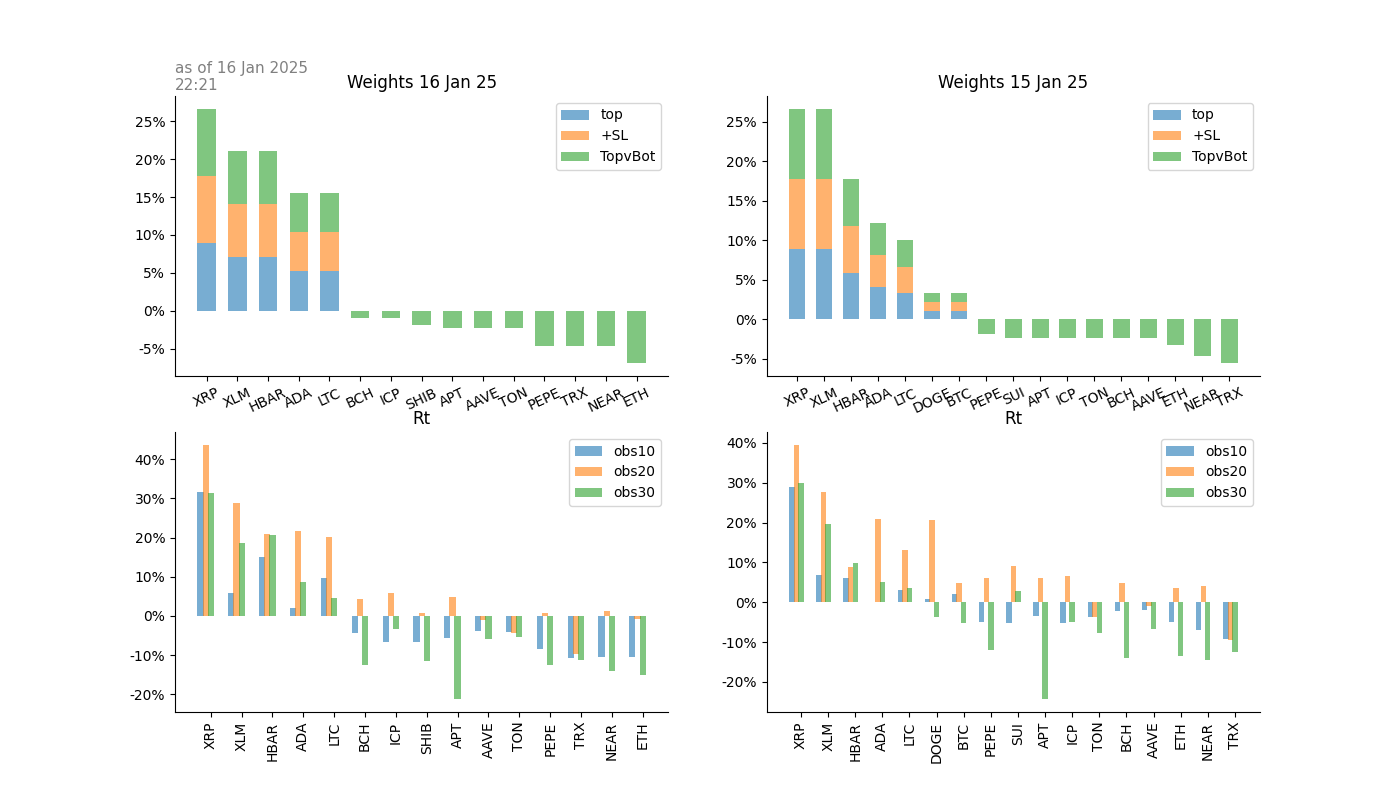 as of 16 Jan 2025
22:21
Weights 16 Jan 25
25%
20%
15%
10%
5%
0%
-5%
top
+SL
TopvBot
XRP XLM HBAR ADA LTC BCH ICP SHIB APT AAVE TON PEPE TRX NEAR ETH
Weights 15 Jan 25
25%
20%
15%
10%
5%
0%
-5%
top
+SL
TopvBot
XRP XLM HBAR ADA LTC DOGE BTC PEPE SUI APT ICP TON BCH AAVE ETH NEAR TRX
Rt
40%
30%
20%
10%
0%
-10%
-20%
obs10
obs20
obs30
XRP XLM HBAR ADA LTC BCH ICP SHIB APT AAVE TON PEPE TRX NEAR ETH
Rt
40%
30%
20%
10%
0%
-10%
-20%
obs10
obs20
obs30
XRP XLM HBAR ADA LTC DOGE BTC PEPE SUI APT ICP TON BCH AAVE ETH NEAR TRX